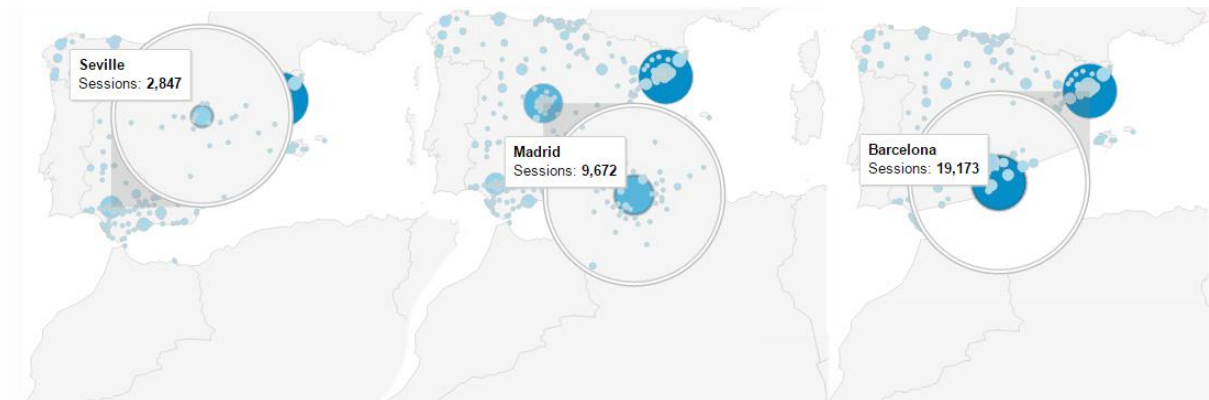 Seville
Sessions: 2,847
Madrid
Sessions: 9,672
Barcelona
Sessions: 19,173